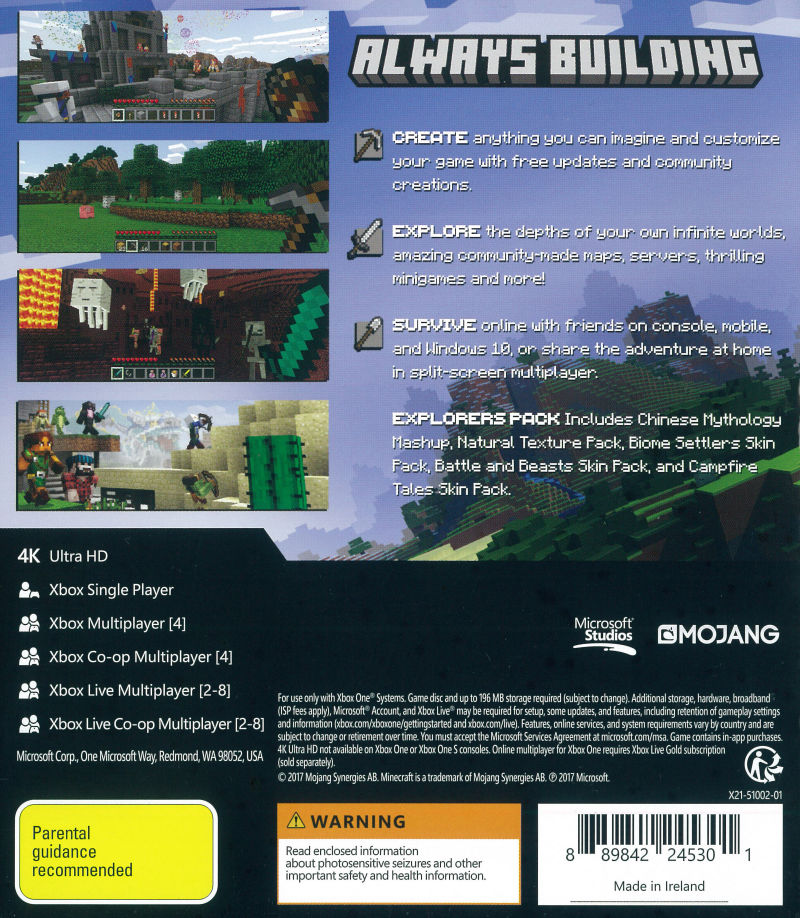 ALWAYS BUILDING
CREATE anything you can imagine and customize
your game with free updates and community
creations.
EXPLORE the depths of your own infinite worlds,
amazing community-made maps, servers, thrilling
minigames and more!
SURVIVE online with friends on console, mobile,
and Windows 10, or share the adventure at home
in split-screen multiplayer.
EXPLORERS PACK Includes Chinese Mythology
Mashup, Natural Texture Pack, Biome Settlers Skin
Pack, Battle and Beasts Skin Pack, and Campfire
Tales Skin Pack.
4K Ultra HD
Xbox Single Player
Xbox Multiplayer [4]
Xbox Co-op Multiplayer [4]
Xbox Live Multiplayer [2-8]
Xbox Live Co-op Multiplayer [2-8]
Microsoft Corp., One Microsoft Way, Redmond, WA 98052, USA
Microsoft
Studios
MOJANG
For use only with Xbox One® Systems. Game disc and up to 196 MB storage required (subject to change). Additional storage, hardware, broadband
(ISP fees apply), Microsoft® Account, and Xbox Live® may be required for setup, some updates, and features, including retention of gameplay settings
and information (xbox.com/xboxone/gettingstarted and xbox.com/live). Features, online services, and system requirements vary by country and are
subject to change or retirement over time. You must accept the Microsoft Services Agreement at microsoft.com/msa. Game contains in-app purchases.
4K Ultra HD not available on Xbox One or Xbox One S consoles. Online multiplayer for Xbox One requires Xbox Live Gold subscription
(sold separately).
© 2017 Mojang Synergies AB. Minecraft is a trademark of Mojang Synergies AB. ℗ 2017 Microsoft.
X21-51002-01
Parental
guidance
recommended
WARNING
Read enclosed information
about photosensitive seizures and other
important safety and health information.
8 89842 24530 1
Made in Ireland